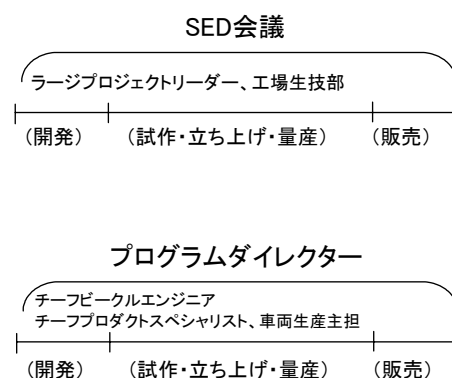 SED会議
ラージプロジェクトリーダー、工場生技部
(開発) (試作・立ち上げ・量産) (販売)
プログラムダイレクター
チーフビークルエンジニア
チーフプロダクトスペシャリスト、車両生産主担
(開発) (試作・立ち上げ・量産) (販売)